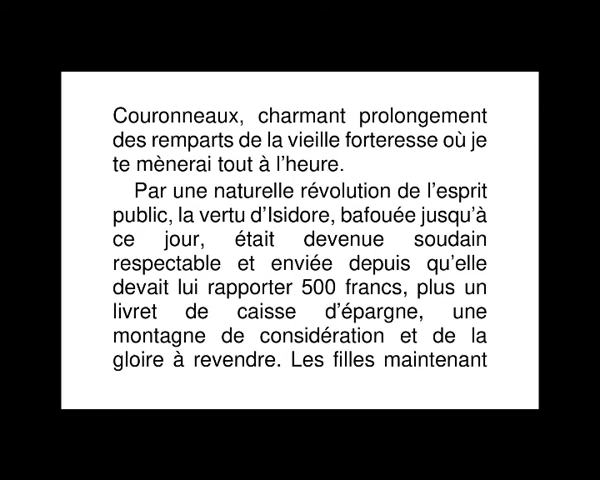 Couronneaux, charmant prolongement
des remparts de la vieille forteresse où je
te mènerai tout à l'heure.
Par une naturelle révolution de l'esprit
public, la vertu d'Isidore, bafouée jusqu'à
ce jour, était devenue soudain
respectable et enviée depuis qu'elle
devait lui rapporter 500 francs, plus un
livret de caisse d'épargne, une
montagne de considération et de la
gloire à revendre. Les filles maintenant